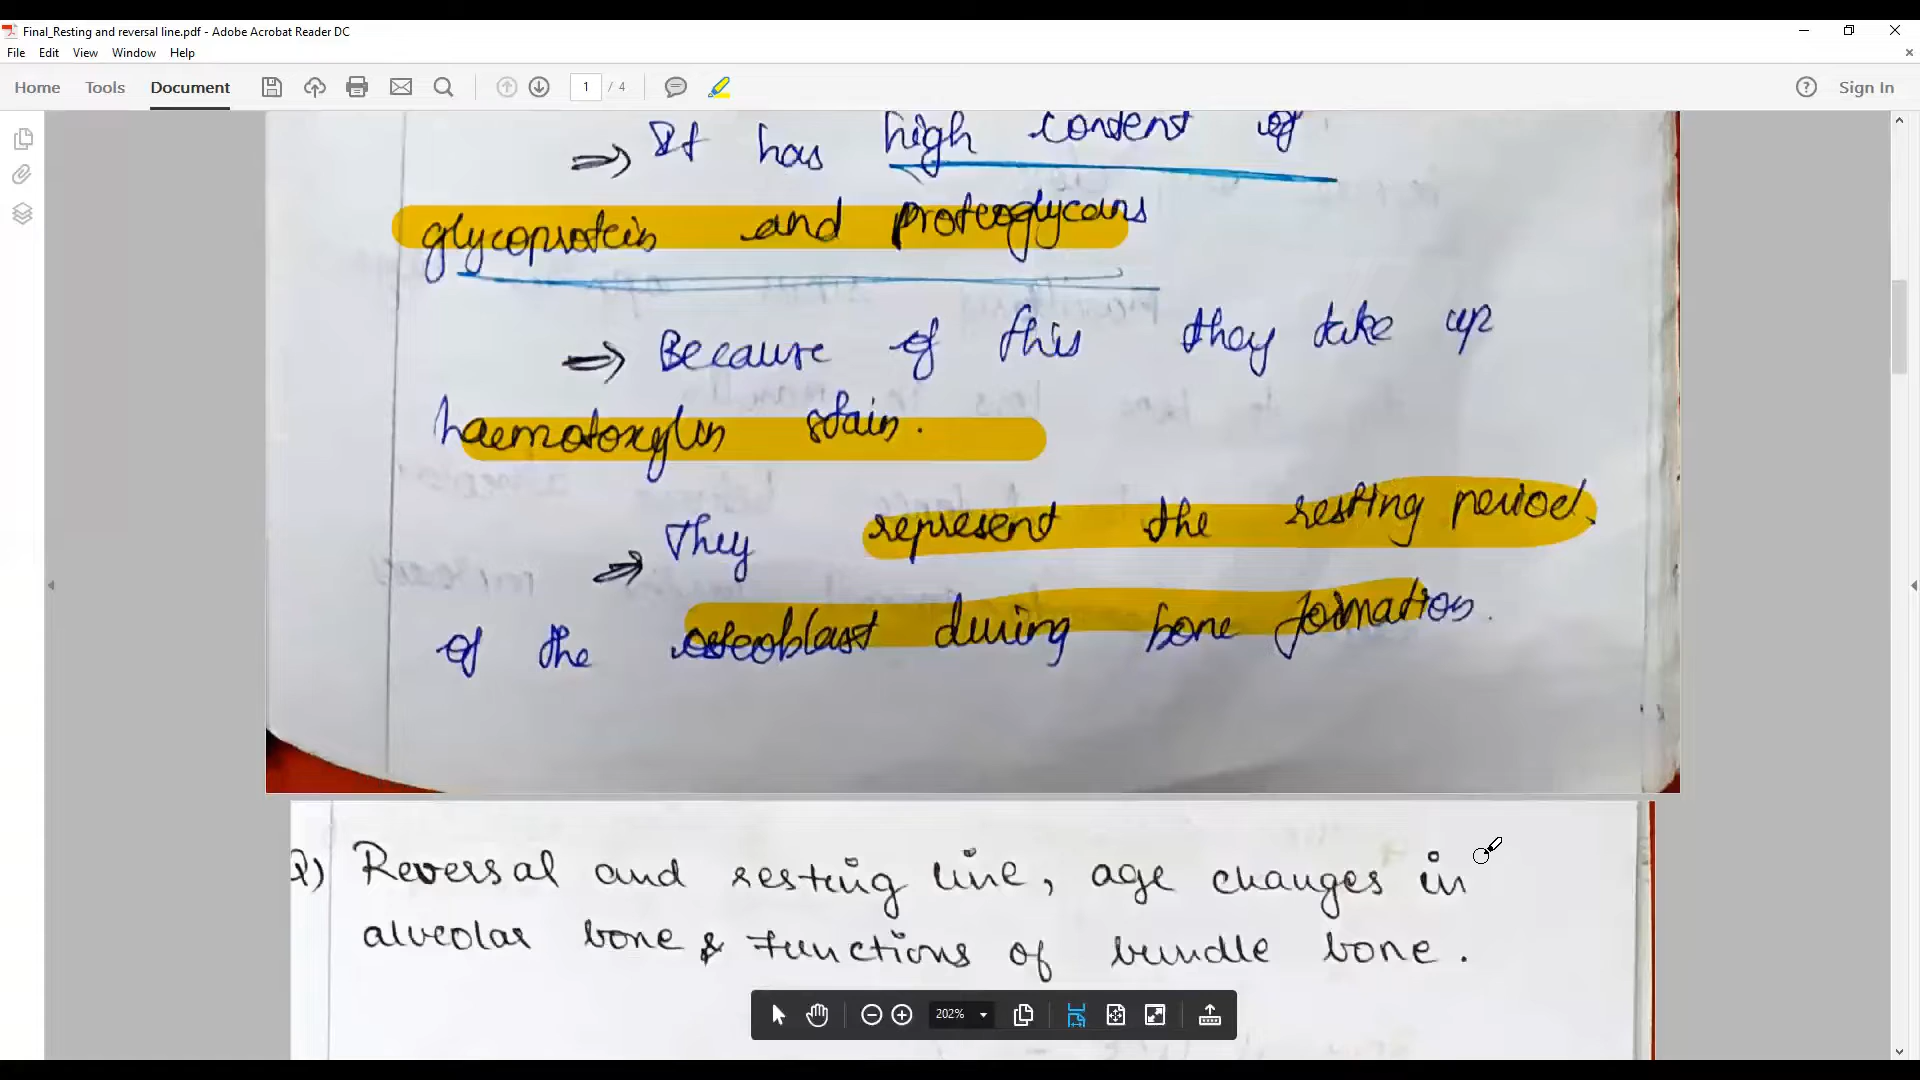 Final_Resting and reversal line.pdf - Adobe Acrobat Reader DC
File Edit View Window Help
Home Tools Document 1 / 4 Sign In
⇒ It has high content of
glycoprotein and proteoglycans
⇒ Because of this they take up
haematoxylin stain.
⇒ They represent the resting period
of the osteoblast during bone formation.
Q) Reversal and resting line, age changes in
alveolar bone & functions of bundle bone.
202%